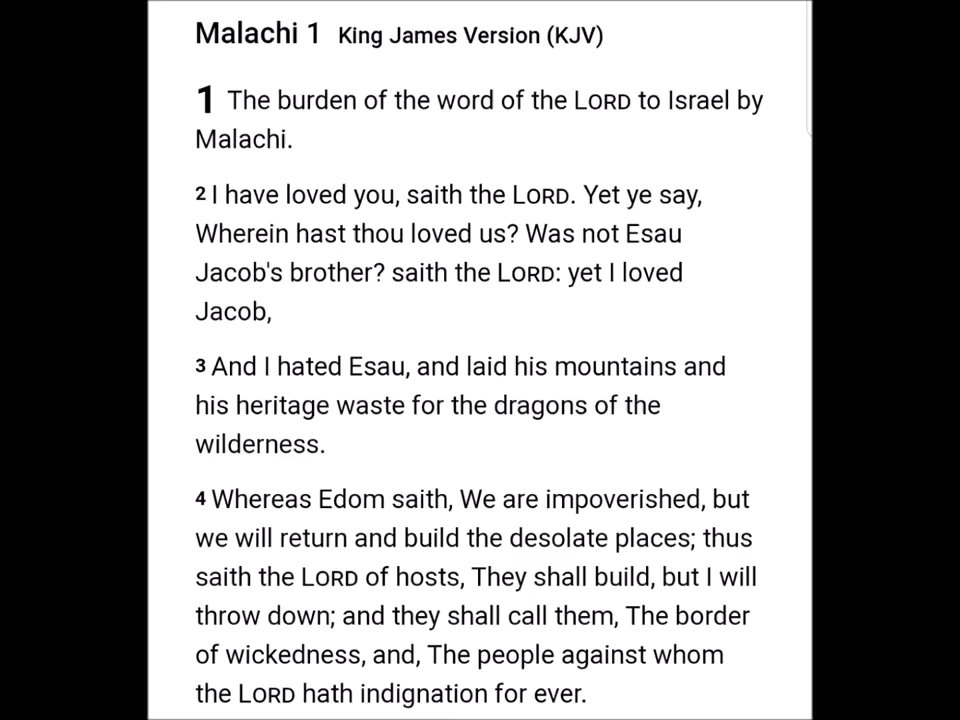 Malachi 1 King James Version (KJV)
1 The burden of the word of the LORD to Israel by
Malachi.
2 I have loved you, saith the LORD. Yet ye say,
Wherein hast thou loved us? Was not Esau
Jacob's brother? saith the LORD: yet I loved
Jacob,
3 And I hated Esau, and laid his mountains and
his heritage waste for the dragons of the
wilderness.
4 Whereas Edom saith, We are impoverished, but
we will return and build the desolate places; thus
saith the LORD of hosts, They shall build, but I will
throw down; and they shall call them, The border
of wickedness, and, The people against whom
the LORD hath indignation for ever.